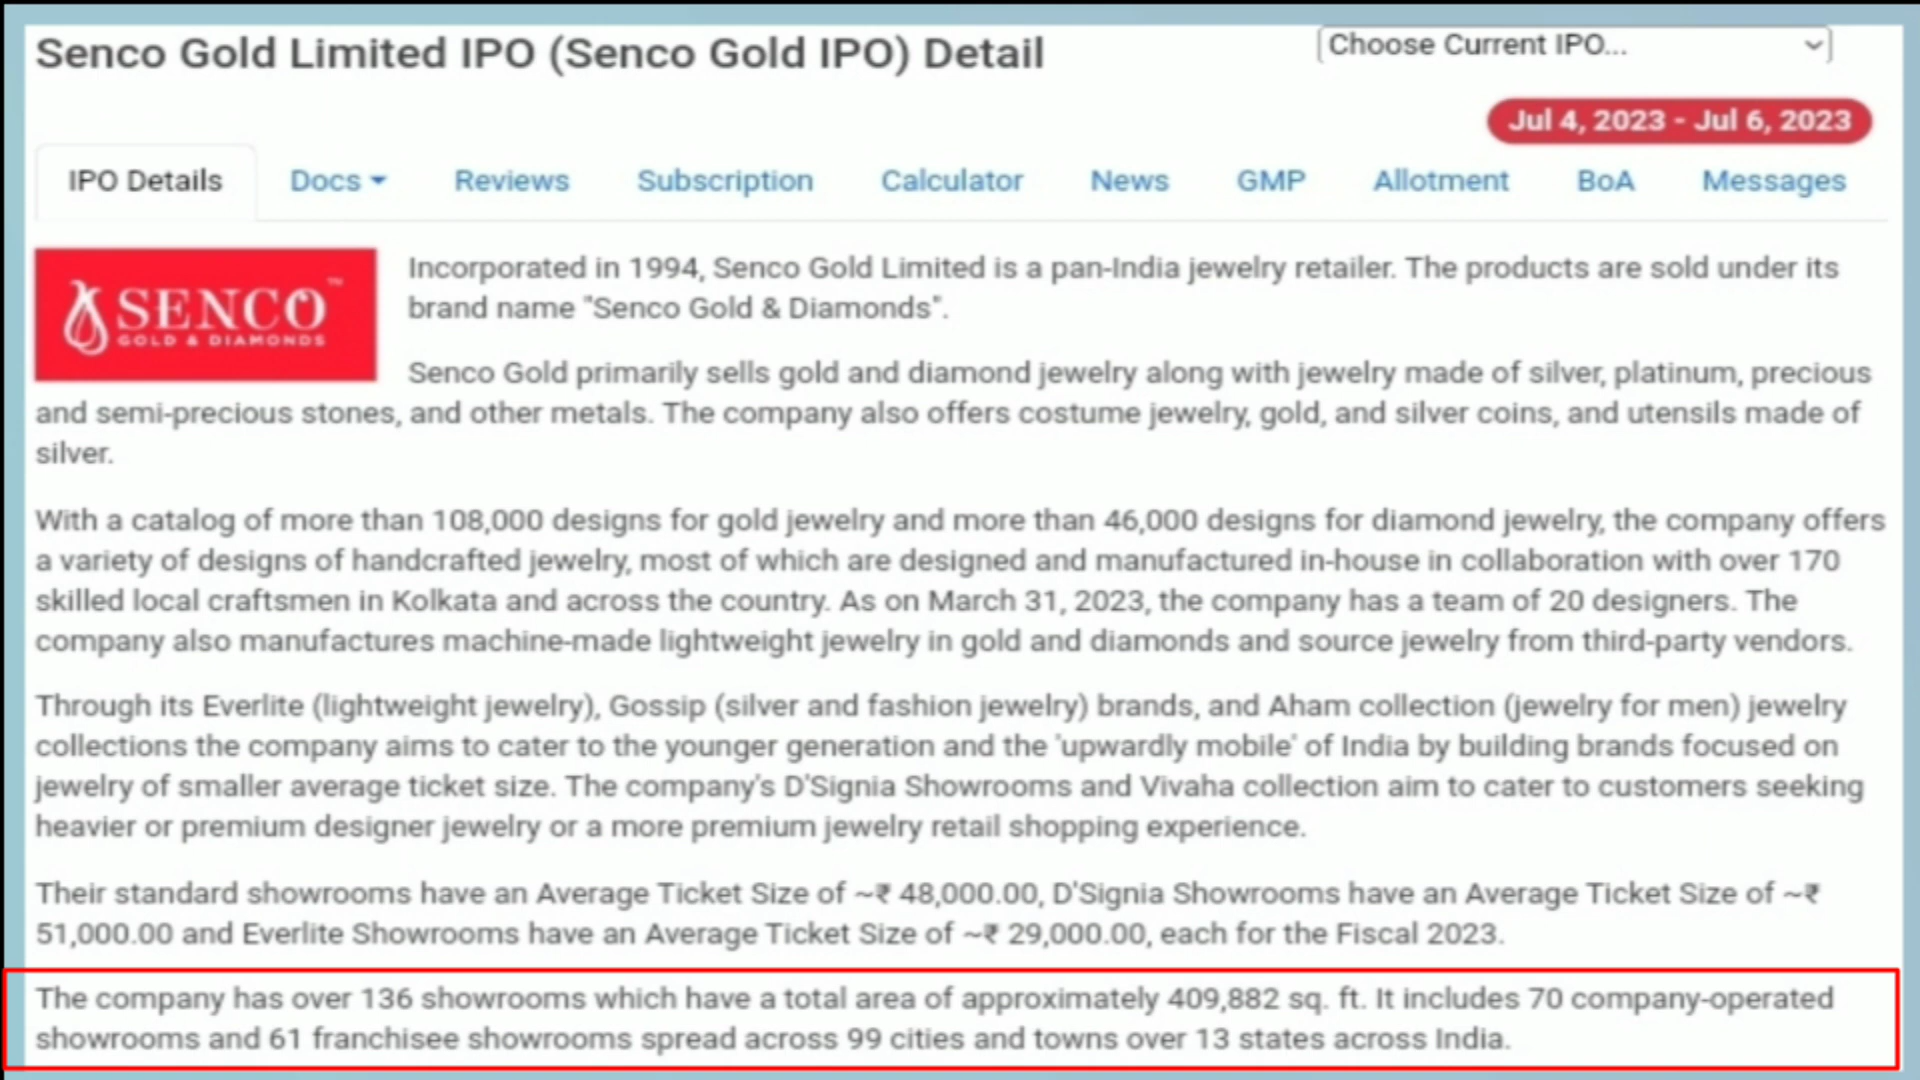 Senco Gold Limited IPO (Senco Gold IPO) Detail
Choose Current IPO...
Jul 4, 2023 - Jul 6, 2023
IPO Details Docs Reviews Subscription Calculator News GMP Allotment BoA Messages
SENCO™
GOLD & DIAMONDS
Incorporated in 1994, Senco Gold Limited is a pan-India jewelry retailer. The products are sold under its
brand name "Senco Gold & Diamonds".
Senco Gold primarily sells gold and diamond jewelry along with jewelry made of silver, platinum, precious
and semi-precious stones, and other metals. The company also offers costume jewelry, gold, and silver coins, and utensils made of
silver.
With a catalog of more than 108,000 designs for gold jewelry and more than 46,000 designs for diamond jewelry, the company offers
a variety of designs of handcrafted jewelry, most of which are designed and manufactured in-house in collaboration with over 170
skilled local craftsmen in Kolkata and across the country. As on March 31, 2023, the company has a team of 20 designers. The
company also manufactures machine-made lightweight jewelry in gold and diamonds and source jewelry from third-party vendors.
Through its Everlite (lightweight jewelry), Gossip (silver and fashion jewelry) brands, and Aham collection (jewelry for men) jewelry
collections the company aims to cater to the younger generation and the 'upwardly mobile' of India by building brands focused on
jewelry of smaller average ticket size. The company's D'Signia Showrooms and Vivaha collection aim to cater to customers seeking
heavier or premium designer jewelry or a more premium jewelry retail shopping experience.
Their standard showrooms have an Average Ticket Size of ~₹ 48,000.00, D'Signia Showrooms have an Average Ticket Size of ~₹
51,000.00 and Everlite Showrooms have an Average Ticket Size of ~₹ 29,000.00, each for the Fiscal 2023.
The company has over 136 showrooms which have a total area of approximately 409,882 sq. ft. It includes 70 company-operated
showrooms and 61 franchisee showrooms spread across 99 cities and towns over 13 states across India.